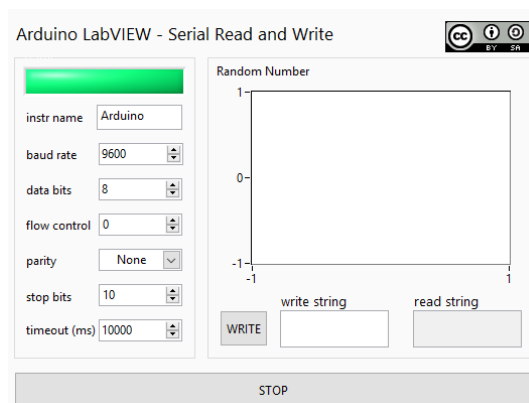 Arduino LabVIEW - Serial Read and Write
cc
BY SA
instr name Arduino
baud rate 9600
data bits 8
flow control 0
parity None
stop bits 10
timeout (ms) 10000
Random Number
1
0
-1
-1 1
write string read string
WRITE
STOP